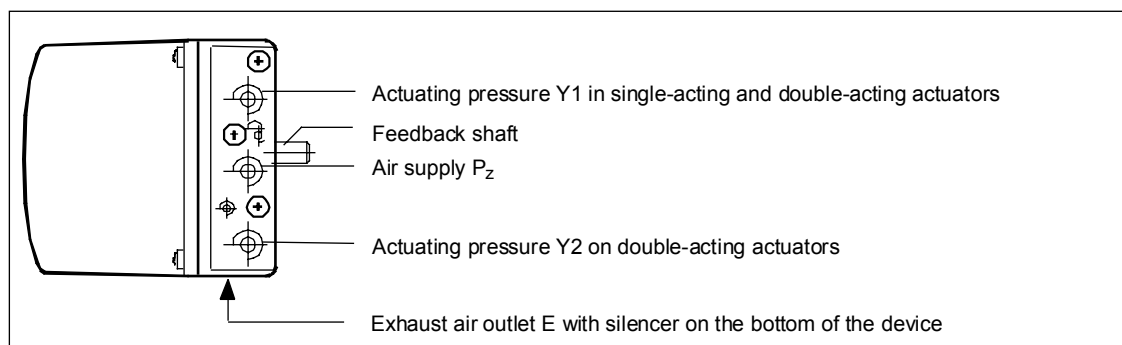 Actuating pressure Y1 in single-acting and double-acting actuators
Feedback shaft
Air supply Pz
Actuating pressure Y2 on double-acting actuators
Exhaust air outlet E with silencer on the bottom of the device